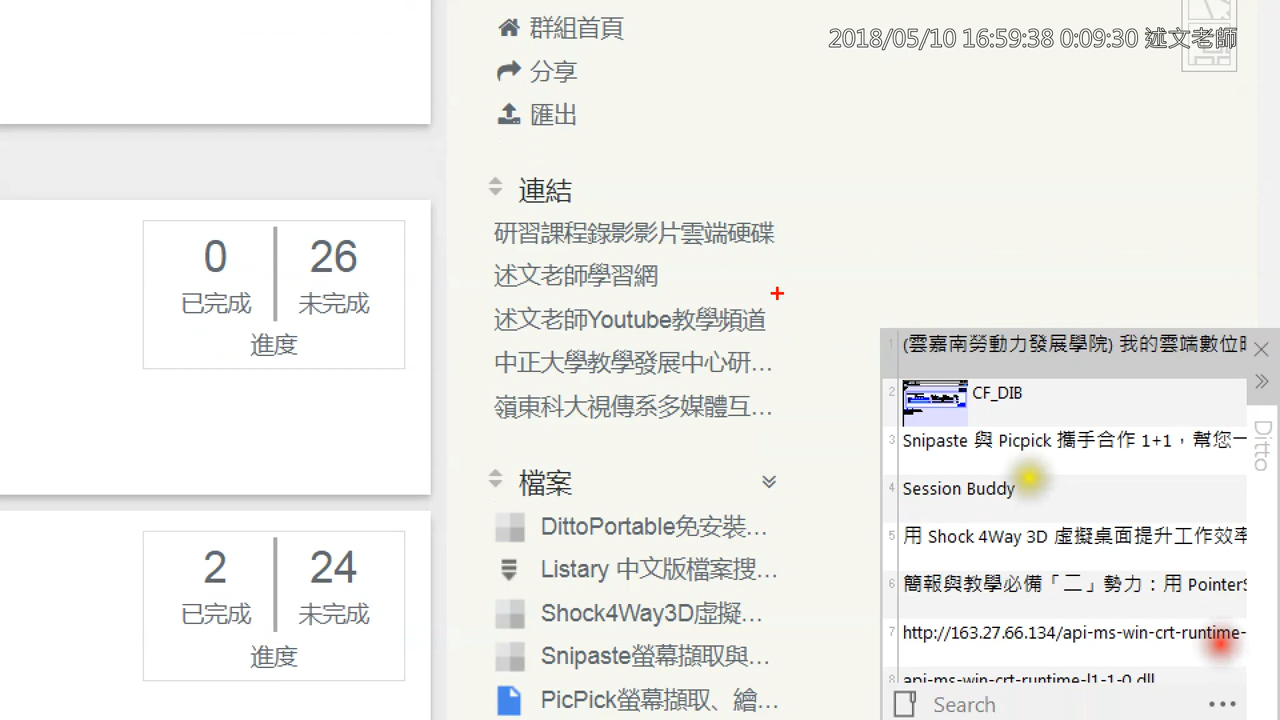 群組首頁
2018/05/10 16:59:38 0:09:30 述文老師
分享
匯出
連結
研習課程錄影影片雲端硬碟
述文老師學習網
述文老師Youtube教學頻道
中正大學教學發展中心研…
嶺東科大視傳系多媒體互…
0
已完成
26
未完成
進度
2
已完成
24
未完成
進度
檔案
DittoPortable免安裝…
Listary 中文版檔案搜…
Shock4Way3D虛擬…
Snipaste螢幕擷取與…
PicPick螢幕擷取、繪…
1 (雲嘉南勞動力發展學院) 我的雲端數位
2 CF_DIB
3 Snipaste 與 Picpick 攜手合作 1+1，幫您一
4 Session Buddy
5 用 Shock 4Way 3D 虛擬桌面提升工作效率
6 簡報與教學必備「二」勢力：用 PointerS
7 http://163.27.66.134/api-ms-win-crt-runtime-
8 api-ms-win-crt-runtime-l1-1-0.dll
Search
Ditto